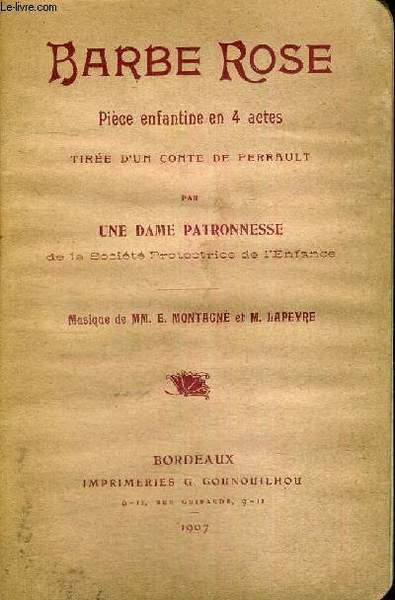 Le-livre.com
BARBE ROSE
Pièce enfantine en 4 actes
TIRÉE D'UN CONTE DE PERRAULT
PAR
UNE DAME PATRONNESSE
de la Société Protectrice de l'Enfance
Musique de MM. E. MONTAGNÉ et M. LAPEYRE
BORDEAUX
IMPRIMERIES G. GOUNOUILHOU
9-11, RUE GUIRAUDE, 9-11
1907